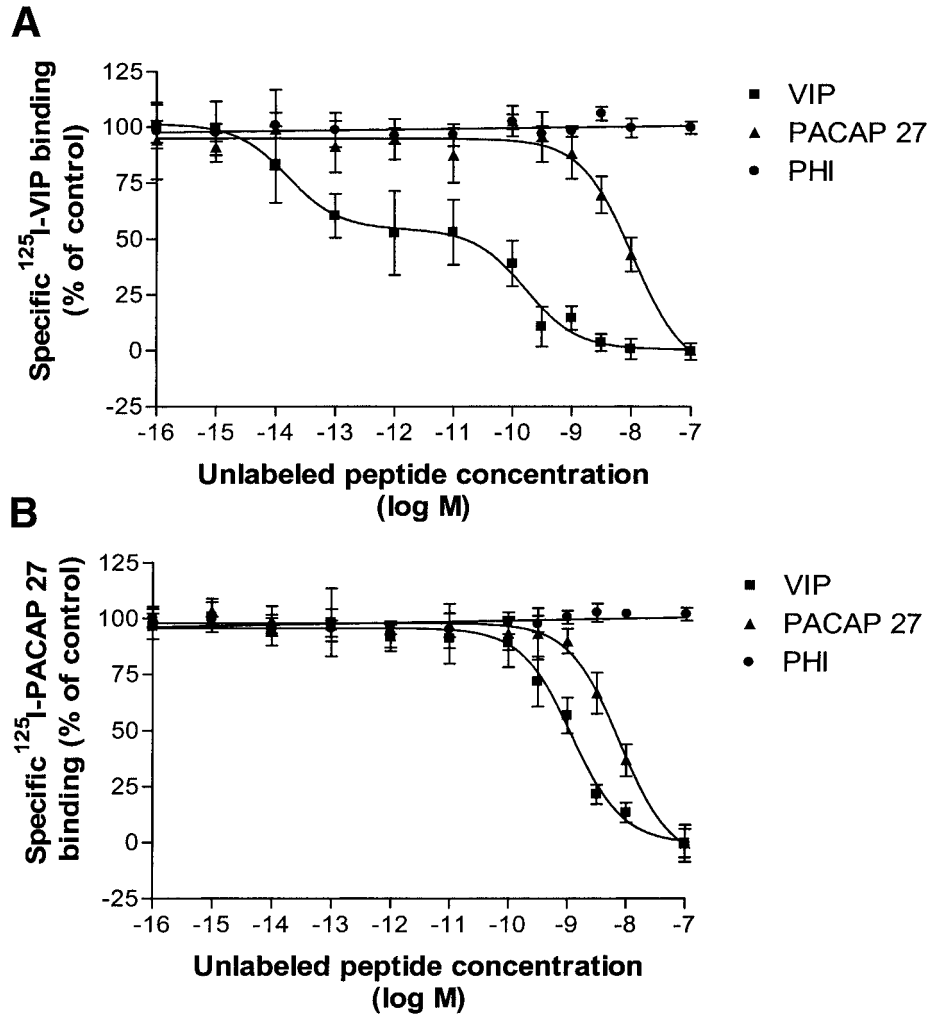 A
Specific ¹²⁵I-VIP binding
(% of control)
125
100
75
50
25
0
-25
-16 -15 -14 -13 -12 -11 -10 -9 -8 -7
Unlabeled peptide concentration
(log M)
VIP
PACAP 27
PHI
B
Specific ¹²⁵I-PACAP 27
binding (% of control)
125
100
75
50
25
0
-25
-16 -15 -14 -13 -12 -11 -10 -9 -8 -7
Unlabeled peptide concentration
(log M)
VIP
PACAP 27
PHI